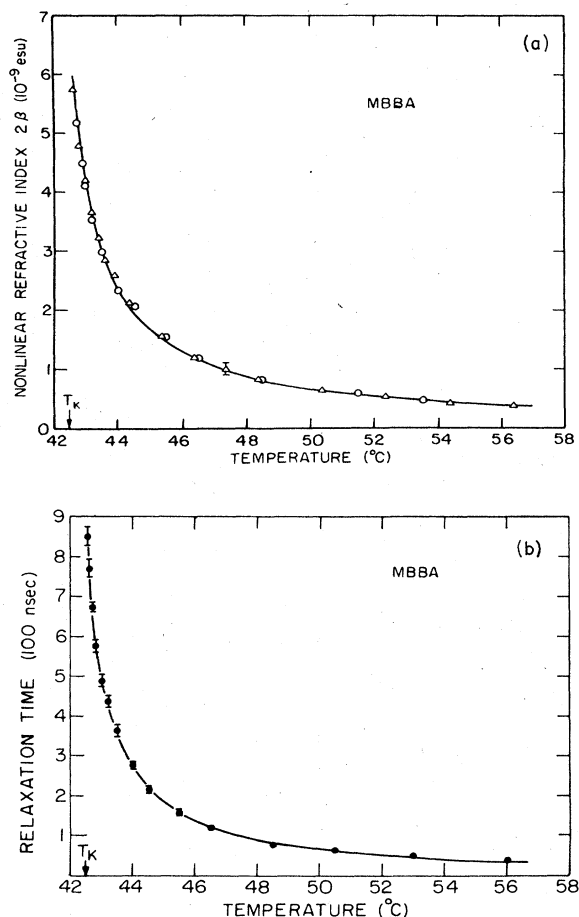 7
(a)
6
MBBA
5
4
3
2
1
0
NONLINEAR REFRACTIVE INDEX 2β (10⁻⁹ esu)
T_K
42 44 46 48 50 52 54 56 58
TEMPERATURE (°C)
9
(b)
8
MBBA
7
6
5
4
3
2
1
RELAXATION TIME (100 nsec)
T_K
42 44 46 48 50 52 54 56 58
TEMPERATURE (°C)